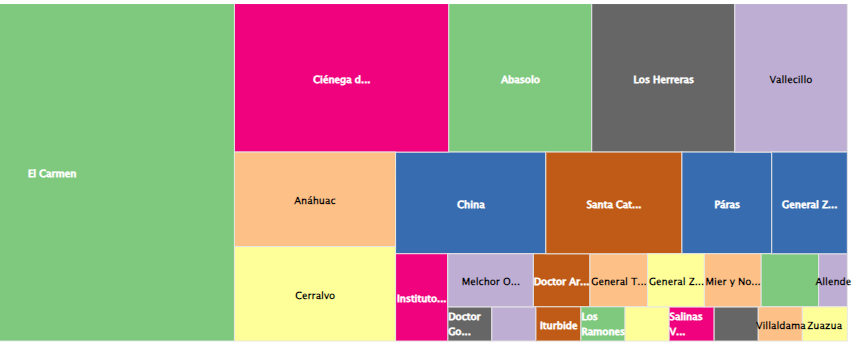 Ciénega d...
Abasolo
Los Herreras
Vallecillo
El Carmen
Anáhuac
China
Santa Cat...
Páras
General Z...
Cerralvo
Instituto...
Melchor O...
Doctor Ar...
General T...
General Z...
Mier y No...
Allende
Doctor
Go...
Iturbide
Los
Ramones
Salinas
V...
Villaldama
Zuazua